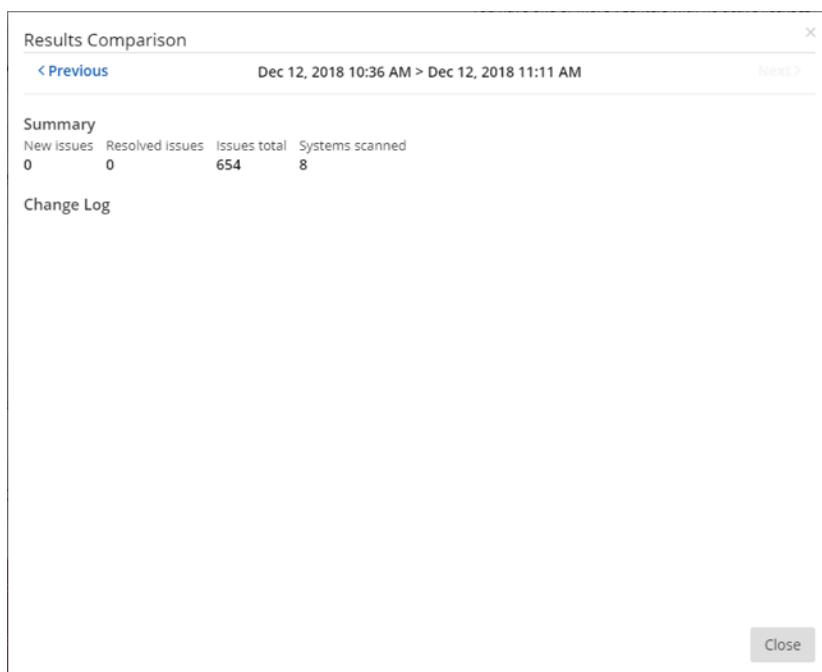 Results Comparison
< Previous Dec 12, 2018 10:36 AM > Dec 12, 2018 11:11 AM Next >
Summary
New issues Resolved issues Issues total Systems scanned
0 0 654 8
Change Log
Close